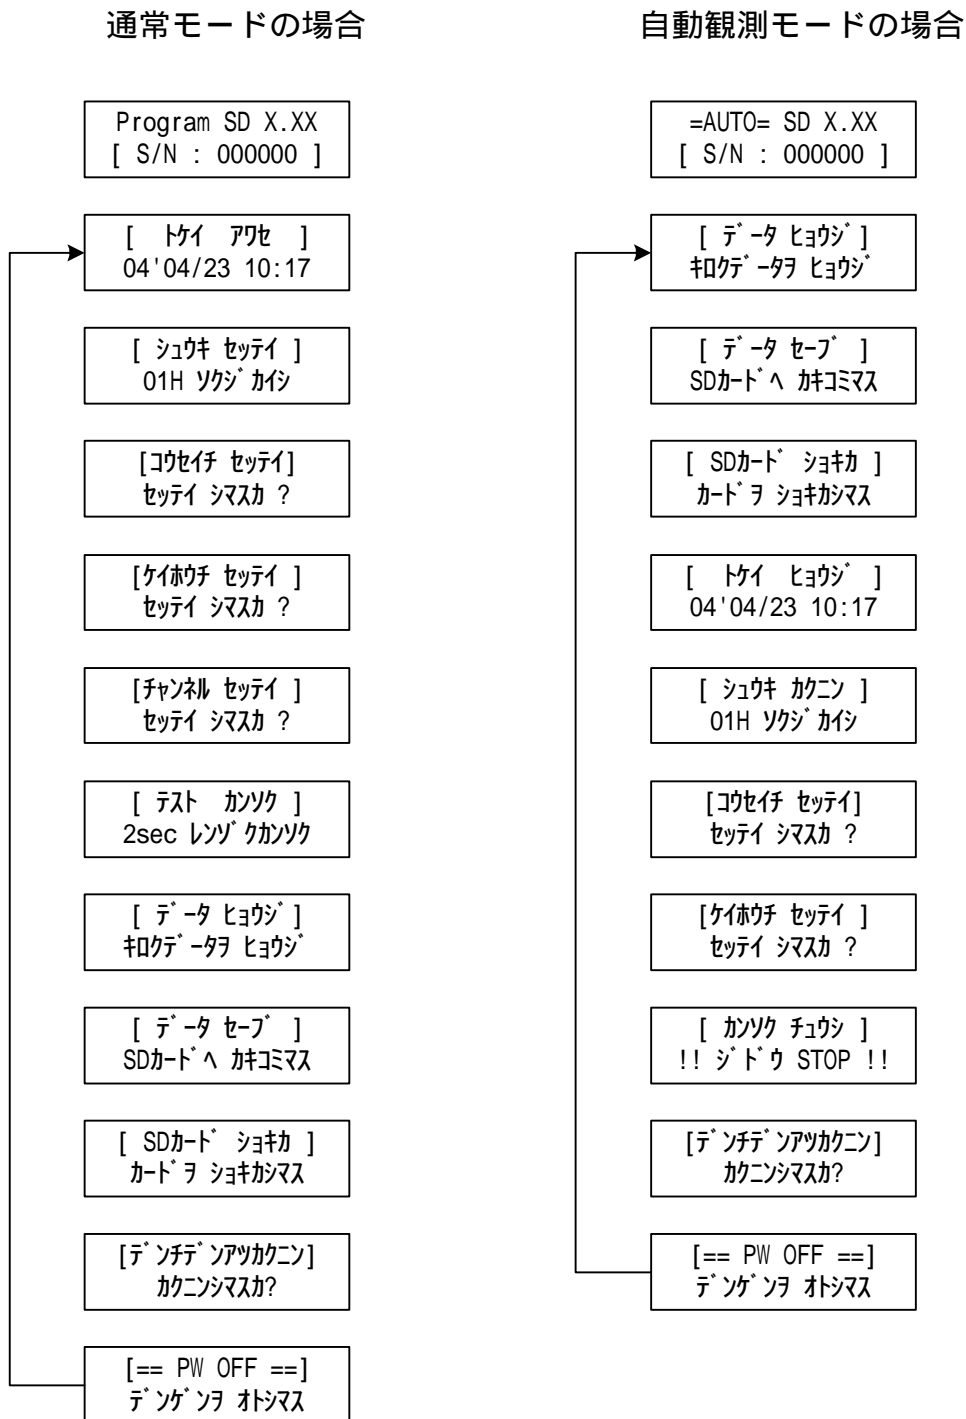 通常モードの場合
Program SD X.XX
[ S/N : 000000 ]
[ ﾄｹｲ ｱﾜｾ ]
04'04/23 10:17
[ ｼｭｳｷ ｾｯﾃｲ ]
01H ｿｸｼﾞｶｲｼ
[ｺｳｾｲﾁ ｾｯﾃｲ]
ｾｯﾃｲ ｼﾏｽｶ ?
[ｹｲﾎｳﾁ ｾｯﾃｲ ]
ｾｯﾃｲ ｼﾏｽｶ ?
[ﾁｬﾝﾈﾙ ｾｯﾃｲ ]
ｾｯﾃｲ ｼﾏｽｶ ?
[ ﾃｽﾄ ｶﾝｿｸ ]
2sec ﾚﾝｿﾞｸｶﾝｿｸ
[ ﾃﾞｰﾀ ﾋｮｳｼﾞ]
ｷﾛｸﾃﾞｰﾀｦ ﾋｮｳｼﾞ
[ ﾃﾞｰﾀ ｾｰﾌﾞ ]
SDｶｰﾄﾞﾍ ｶｷｺﾐﾏｽ
[ SDｶｰﾄﾞ ｼｮｷｶ ]
ｶｰﾄﾞｦ ｼｮｷｶｼﾏｽ
[ﾃﾞﾝﾁﾃﾞﾝｱﾂｶｸﾆﾝ]
ｶｸﾆﾝｼﾏｽｶ?
[== PW OFF ==]
ﾃﾞﾝｹﾞﾝｦ ｵﾄｼﾏｽ
自動観測モードの場合
=AUTO= SD X.XX
[ S/N : 000000 ]
[ ﾃﾞｰﾀ ﾋｮｳｼﾞ]
ｷﾛｸﾃﾞｰﾀｦ ﾋｮｳｼﾞ
[ ﾃﾞｰﾀ ｾｰﾌﾞ ]
SDｶｰﾄﾞﾍ ｶｷｺﾐﾏｽ
[ SDｶｰﾄﾞ ｼｮｷｶ ]
ｶｰﾄﾞｦ ｼｮｷｶｼﾏｽ
[ ﾄｹｲ ﾋｮｳｼﾞ ]
04'04/23 10:17
[ ｼｭｳｷ ｶｸﾆﾝ ]
01H ｿｸｼﾞｶｲｼ
[ｺｳｾｲﾁ ｾｯﾃｲ]
ｾｯﾃｲ ｼﾏｽｶ ?
[ｹｲﾎｳﾁ ｾｯﾃｲ ]
ｾｯﾃｲ ｼﾏｽｶ ?
[ ｶﾝｿｸ ﾁｭｳｼ ]
!! ｼﾞﾄﾞｳ STOP !!
[ﾃﾞﾝﾁﾃﾞﾝｱﾂｶｸﾆﾝ]
ｶｸﾆﾝｼﾏｽｶ?
[== PW OFF ==]
ﾃﾞﾝｹﾞﾝｦ ｵﾄｼﾏｽ